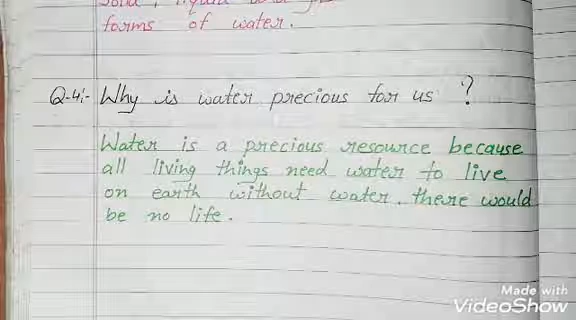 forms of water.
Q-4:- Why is water precious for us ?
Water is a precious resource because
all living things need water to live
on earth without water. there would
be no life.
Made with
VideoShow